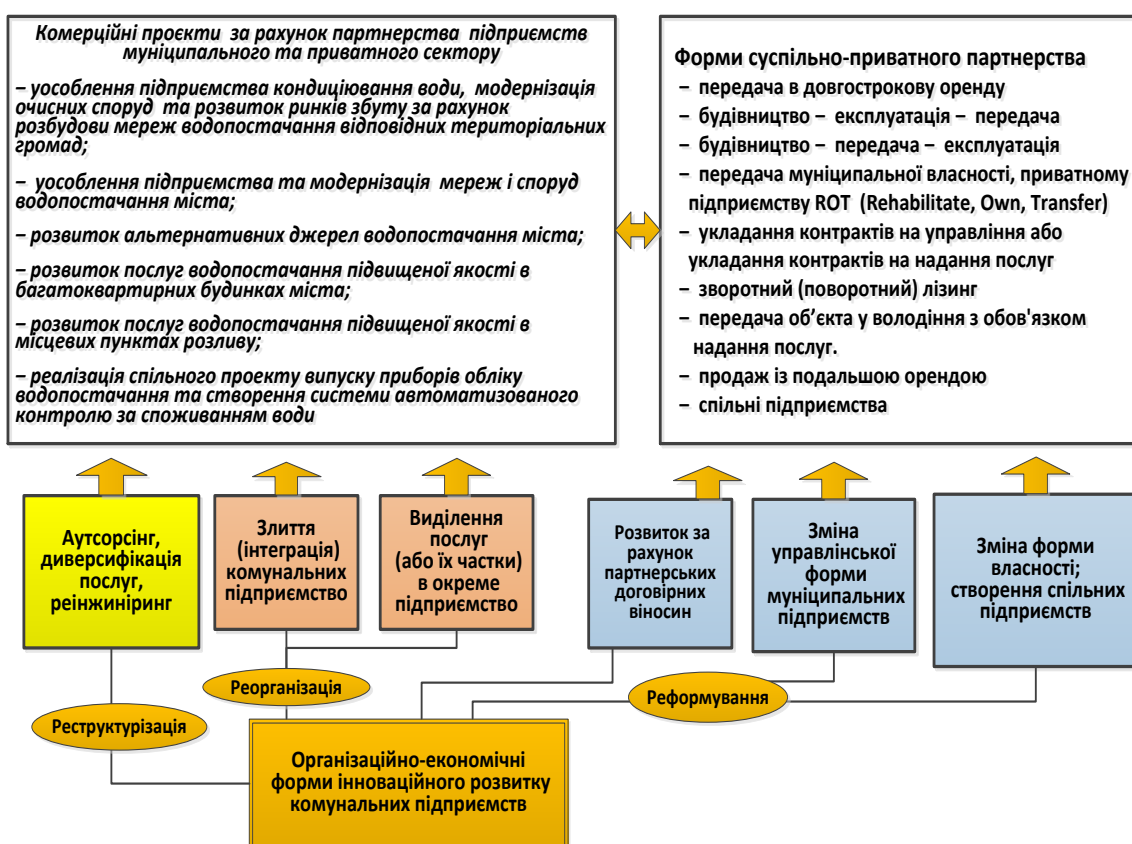 Комерційні проєкти за рахунок партнерства підприємств
муніципального та приватного сектору
– уособлення підприємства кондиціювання води, модернізація
очисних споруд та розвиток ринків збуту за рахунок
розбудови мереж водопостачання відповідних територіальних
громад;
– уособлення підприємства та модернізація мереж і споруд
водопостачання міста;
– розвиток альтернативних джерел водопостачання міста;
– розвиток послуг водопостачання підвищеної якості в
багатоквартирних будинках міста;
– розвиток послуг водопостачання підвищеної якості в
місцевих пунктах розливу;
– реалізація спільного проекту випуску приборів обліку
водопостачання та створення системи автоматизованого
контролю за споживанням води
Форми суспільно-приватного партнерства
– передача в довгострокову оренду
– будівництво – експлуатація – передача
– будівництво – передача – експлуатація
– передача муніципальної власності, приватному
підприємству ROT (Rehabilitate, Own, Transfer)
– укладання контрактів на управління або
укладання контрактів на надання послуг
– зворотний (поворотний) лізинг
– передача об’єкта у володіння з обов'язком
надання послуг.
– продаж із подальшою орендою
– спільні підприємства
Аутсорсінг,
диверсифікація
послуг,
реінжиніринг
Злиття
(інтеграція)
комунальних
підприємство
Виділення
послуг
(або їх частки)
в окреме
підприємство
Розвиток за
рахунок
партнерських
договірних
віносин
Зміна
управлінської
форми
муніципальних
підприємств
Зміна форми
власності;
створення спільних
підприємств
Реорганізація
Реформування
Реструктурізація
Організаційно-економічні
форми інноваційного розвитку
комунальних підприємств